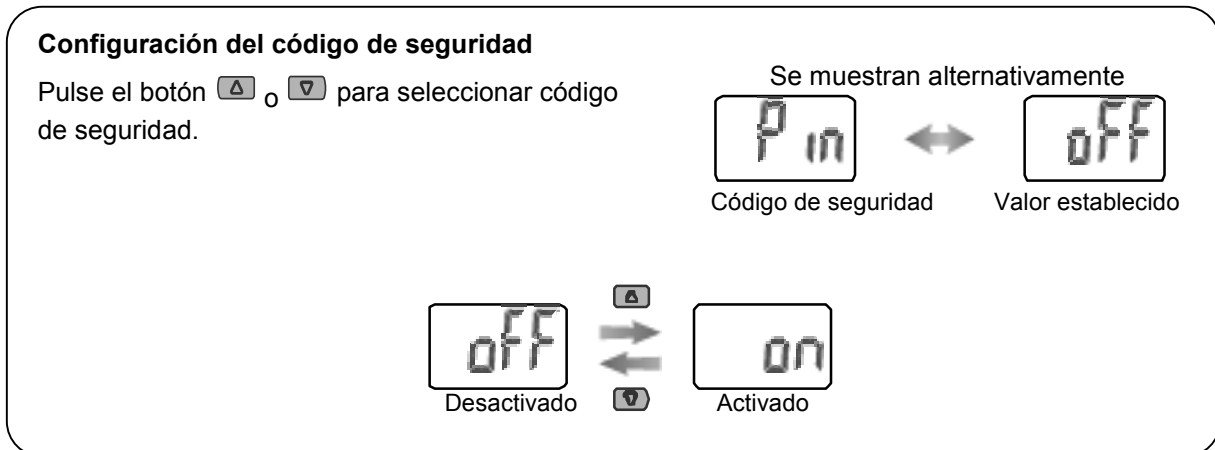 Configuración del código de seguridad
Pulse el botón o para seleccionar código
de seguridad.
Se muestran alternativamente
Pin
oFF
Código de seguridad
Valor establecido
oFF
on
Desactivado
Activado